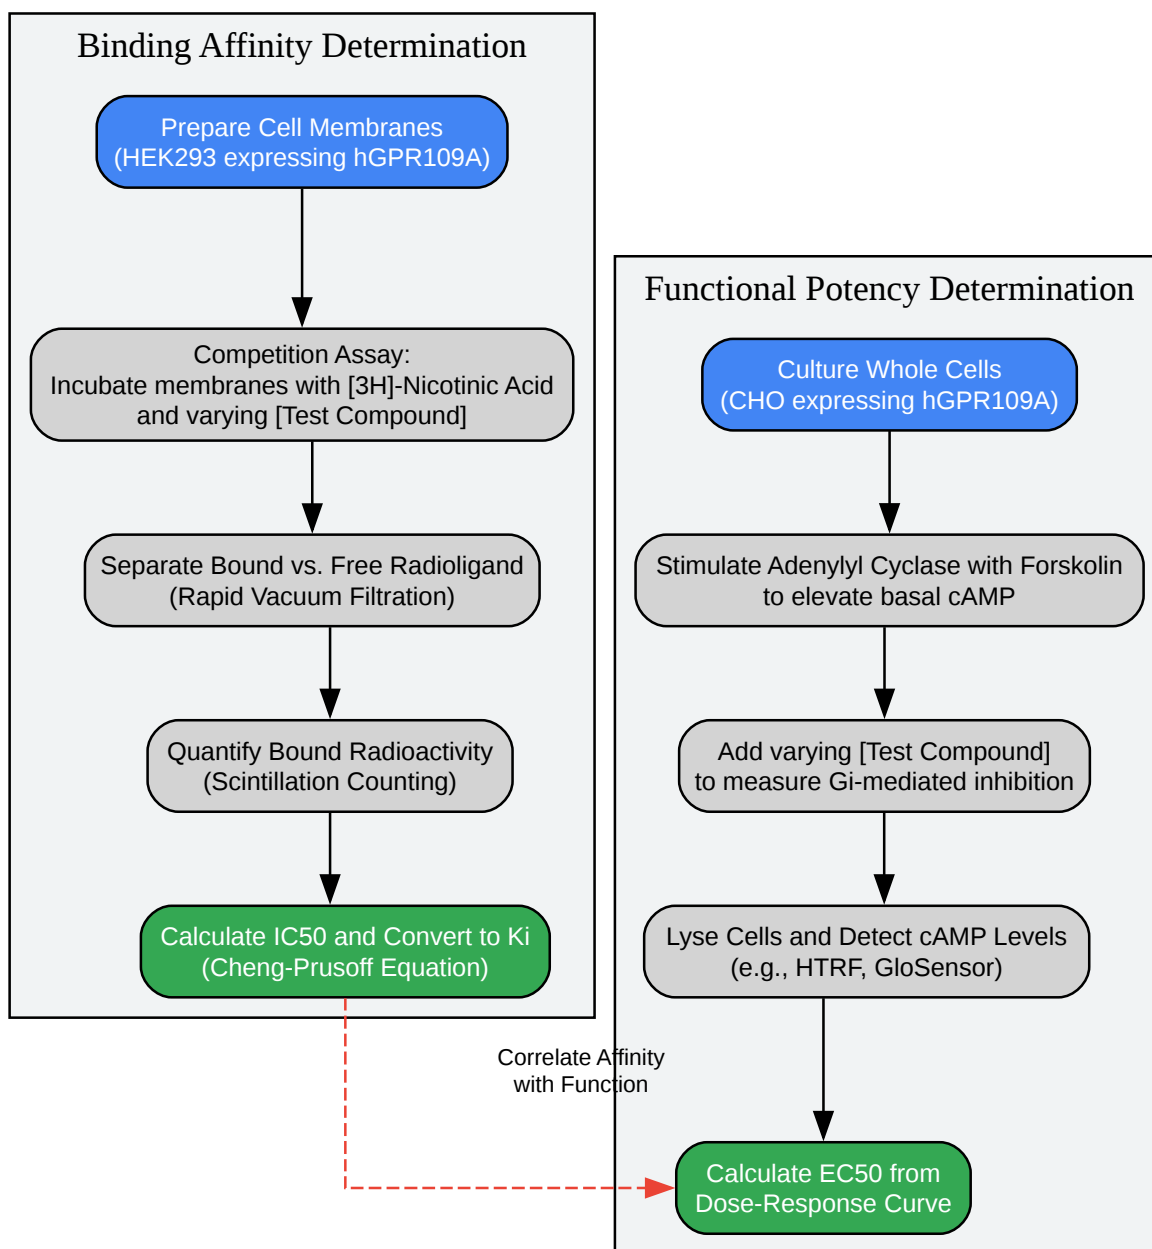 Binding Affinity Determination
Prepare Cell Membranes
(HEK293 expressing hGPR109A)
Competition Assay:
Incubate membranes with [3H]-Nicotinic Acid
and varying [Test Compound]
Separate Bound vs. Free Radioligand
(Rapid Vacuum Filtration)
Quantify Bound Radioactivity
(Scintillation Counting)
Calculate IC50 and Convert to Ki
(Cheng-Prusoff Equation)
Correlate Affinity
with Function
Functional Potency Determination
Culture Whole Cells
(CHO expressing hGPR109A)
Stimulate Adenylyl Cyclase with Forskolin
to elevate basal cAMP
Add varying [Test Compound]
to measure Gi-mediated inhibition
Lyse Cells and Detect cAMP Levels
(e.g., HTRF, GloSensor)
Calculate EC50 from
Dose-Response Curve